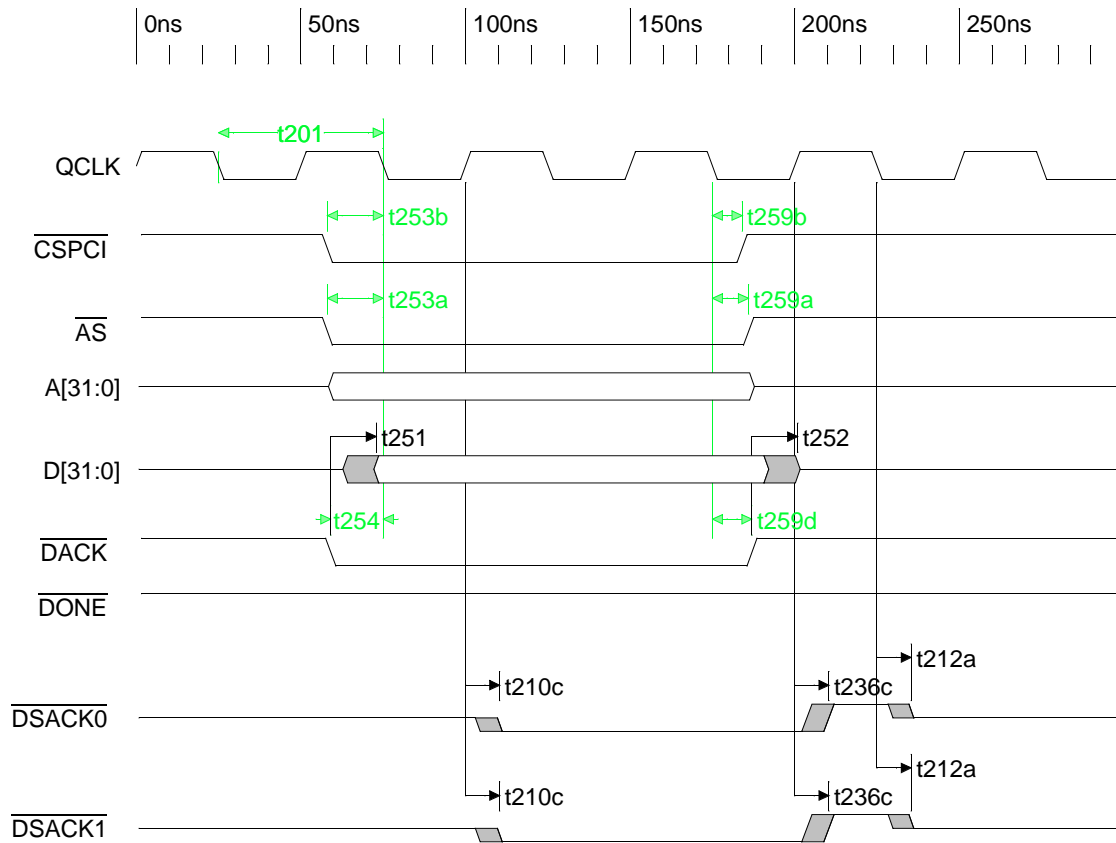 0ns 50ns 100ns 150ns 200ns 250ns
t201
QCLK
t253b t259b
CSPCI
t253a t259a
AS
A[31:0]
t251 t252
D[31:0]
t254 t259d
DACK
DONE
t212a
t210c t236c
DSACK0
t212a
t210c t236c
DSACK1